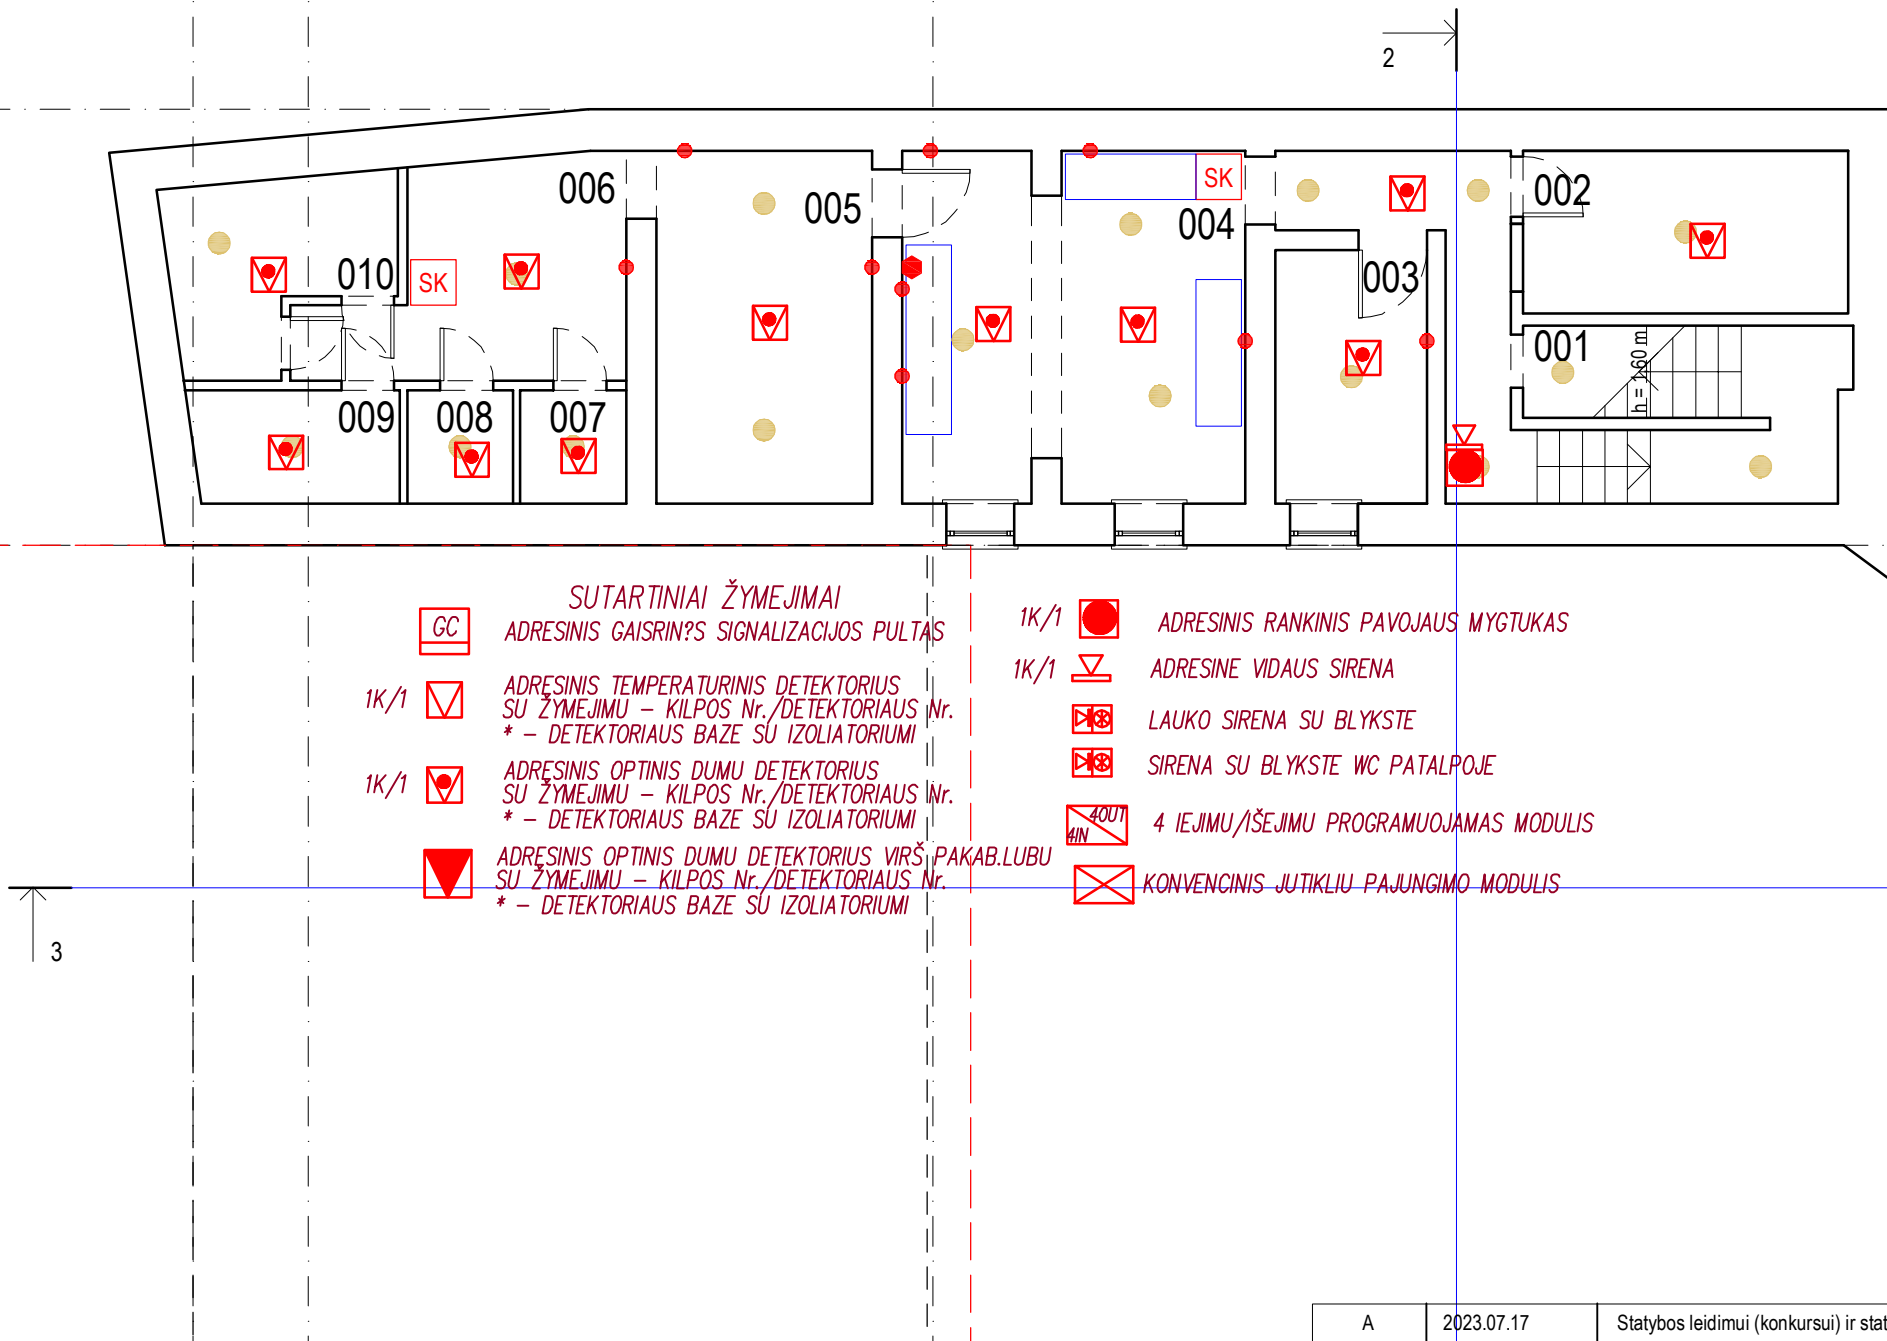 2
006
005
SK
004
002
010
SK
003
001
h = 1.60 m
009
008
007
SUTARTINIAI ŽYMEJIMAI
GC
ADRESINIS GAISRIN?S SIGNALIZACIJOS PULTAS
1K/1
ADRESINIS TEMPERATURINIS DETEKTORIUS
SU ŽYMEJIMU – KILPOS Nr./DETEKTORIAUS Nr.
* – DETEKTORIAUS BAZE SU IZOLIATORIUMI
1K/1
ADRESINIS OPTINIS DUMU DETEKTORIUS
SU ŽYMEJIMU – KILPOS Nr./DETEKTORIAUS Nr.
* – DETEKTORIAUS BAZE SU IZOLIATORIUMI
ADRESINIS OPTINIS DUMU DETEKTORIUS VIRŠ PAKAB.LUBU
SU ŽYMEJIMU – KILPOS Nr./DETEKTORIAUS Nr.
* – DETEKTORIAUS BAZE SU IZOLIATORIUMI
1K/1
ADRESINIS RANKINIS PAVOJAUS MYGTUKAS
1K/1
ADRESINE VIDAUS SIRENA
LAUKO SIRENA SU BLYKSTE
SIRENA SU BLYKSTE WC PATALPOJE
4OUT
4IN
4 IEJIMU/IŠEJIMU PROGRAMUOJAMAS MODULIS
KONVENCINIS JUTIKLIU PAJUNGIMO MODULIS
3
A 2023.07.17 Statybos leidimui (konkursui) ir stat